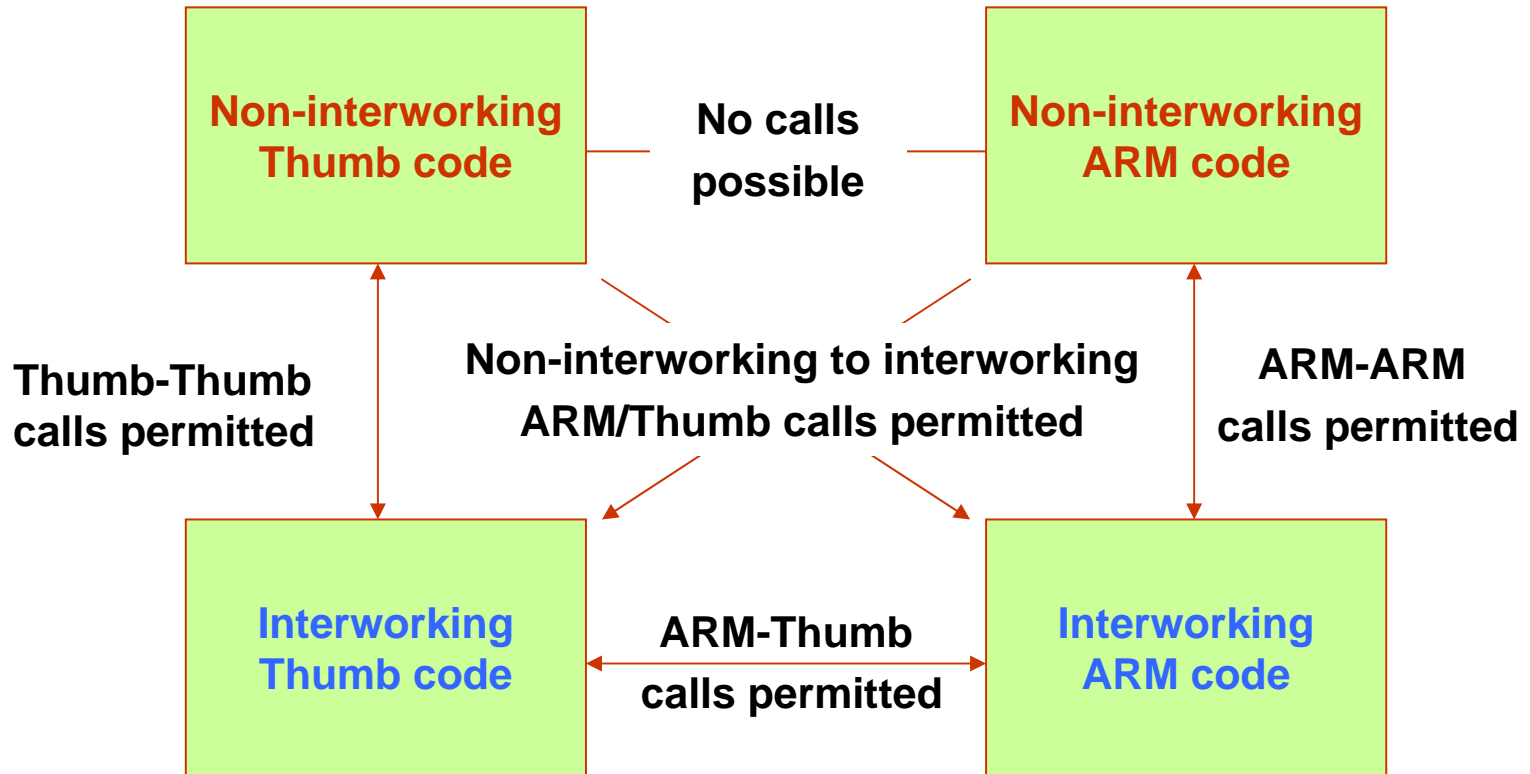 Non-interworking
Thumb code
No calls
possible
Non-interworking
ARM code
Thumb-Thumb
calls permitted
Non-interworking to interworking
ARM/Thumb calls permitted
ARM-ARM
calls permitted
Interworking
Thumb code
ARM-Thumb
calls permitted
Interworking
ARM code